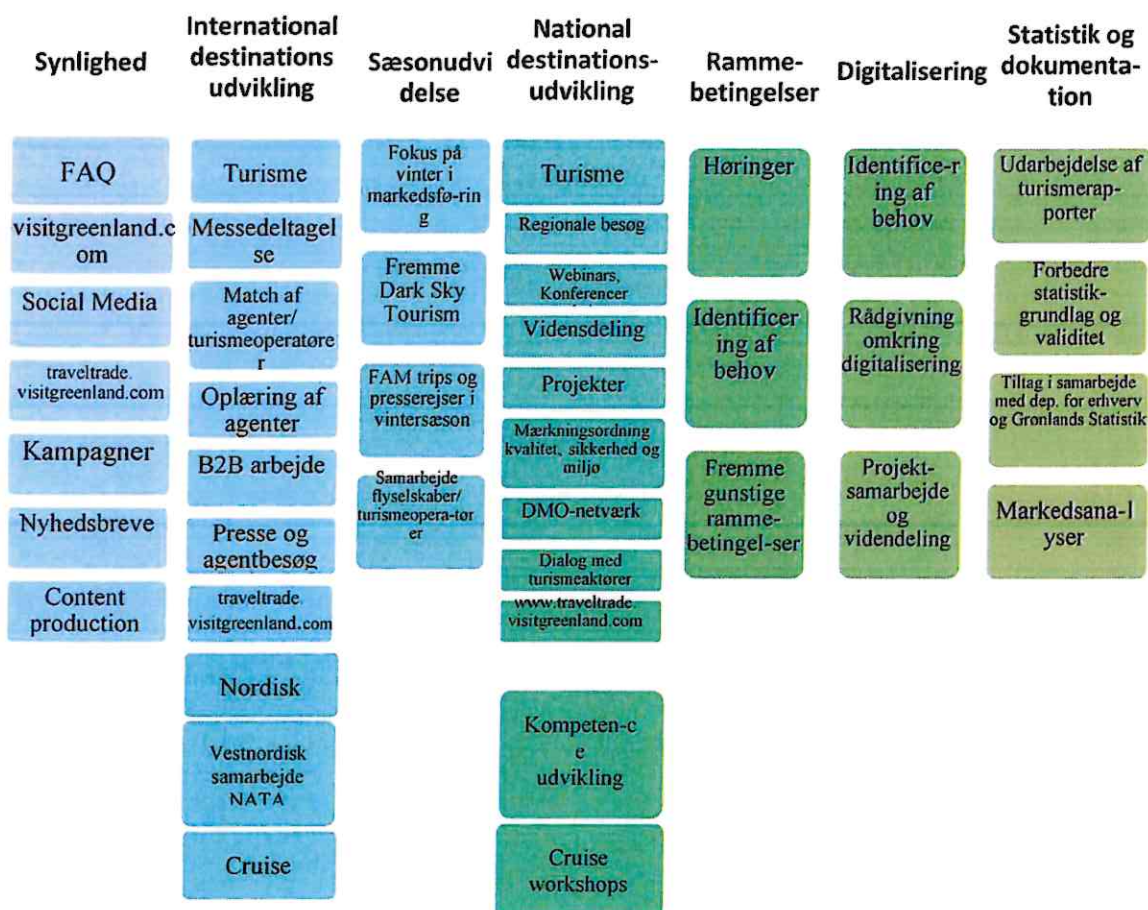 Synlighed
FAQ
visitgreenland.c
om
Social Media
traveltrade.
visitgreenland.com
Kampagner
Nyhedsbreve
Content
production
International
destinations
udvikling
Turisme
Messedeltagel
se
Match af
agenter/
turismeoperatøre
r
Oplæring af
agenter
B2B arbejde
Presse og
agentbesøg
traveltrade.
visitgreenland.com
Nordisk
Vestnordisk
samarbejde
NATA
Cruise
Sæsonudvi
delse
Fokus på
vinter i
markedsfø-rin
g
Fremme
Dark Sky
Tourism
FAM trips og
presserejser i
vintersæson
Samarbejde
flyselskaber/
turismeopera-tør
er
National
destinations-
udvikling
Turisme
Regionale besøg
Webinars,
Konferencer
Vidensdeling
Projekter
Mærkningsordning
kvalitet, sikkerhed og
miljø
DMO-netværk
Dialog med
turismeaktører
www.traveltrade.
visitgreenland.com
Kompeten-c
e
udvikling
Cruise
workshops
Ramme-
betingelser
Høringer
Identificer
ing af
behov
Fremme
gunstige
ramme-
betingel-ser
Digitalisering
Identifice-r
ing af
behov
Rådgivning
omkring
digitalisering
Projekt-
samarbejde
og
videndeling
Statistik og
dokumenta-
tion
Udarbejdelse af
turismerap-
porter
Forbedre
statistik-
grundlag og
validitet
Tiltag i samarbejde
med dep. for erhverv
og Grønlands Statistik
Markedsana-l
yser